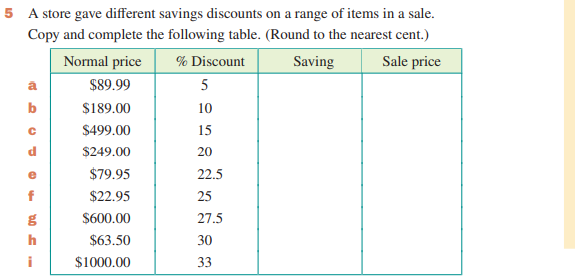 5 A store gave different savings discounts on a range of items in a sale.
Copy and complete the following table. (Round to the nearest cent.)
Normal price % Discount Saving Sale price
a $89.99 5
b $189.00 10
c $499.00 15
d $249.00 20
e $79.95 22.5
f $22.95 25
g $600.00 27.5
h $63.50 30
i $1000.00 33